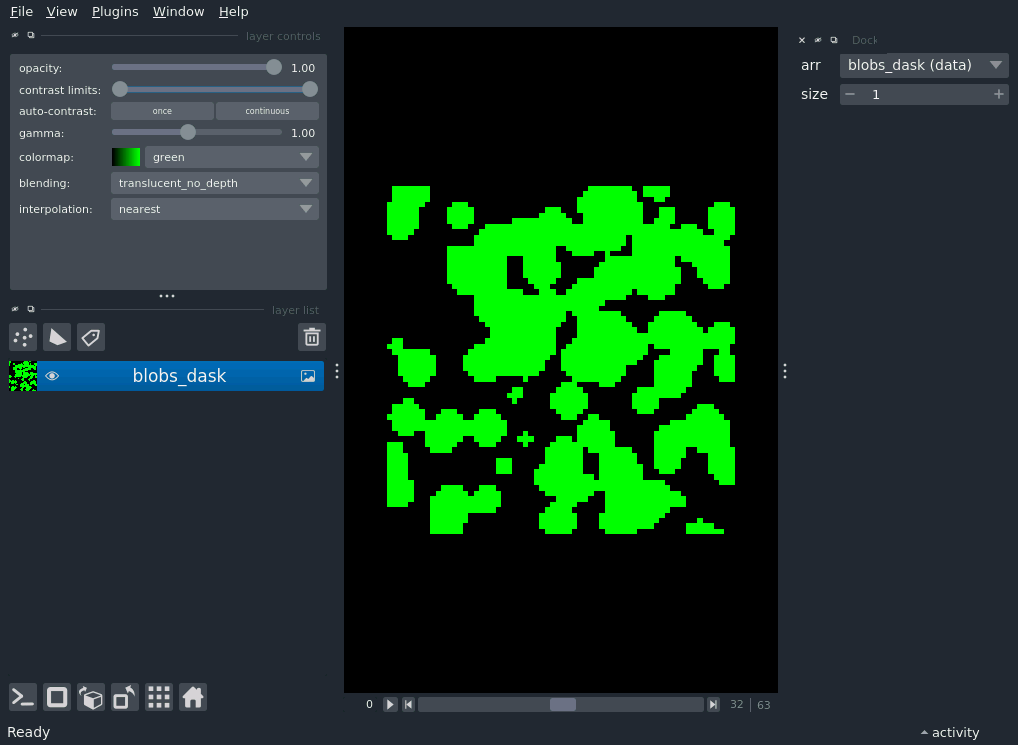 File View Plugins Window Help
layer controls
opacity: 1.00
contrast limits:
auto-contrast: once continuous
gamma: 1.00
colormap: green
blending: translucent_no_depth
interpolation: nearest
layer list
blobs_dask
Dock
arr blobs_dask (data)
size 1
0 32 63
Ready
activity